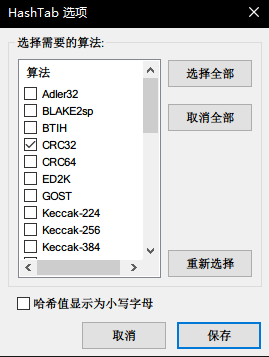 HashTab 选项
选择需要的算法:
算法
选择全部
Adler32
BLAKE2sp
取消全部
BTIH
CRC32
CRC64
ED2K
GOST
Keccak-224
Keccak-256
Keccak-384
重新选择
哈希值显示为小写字母
取消
保存